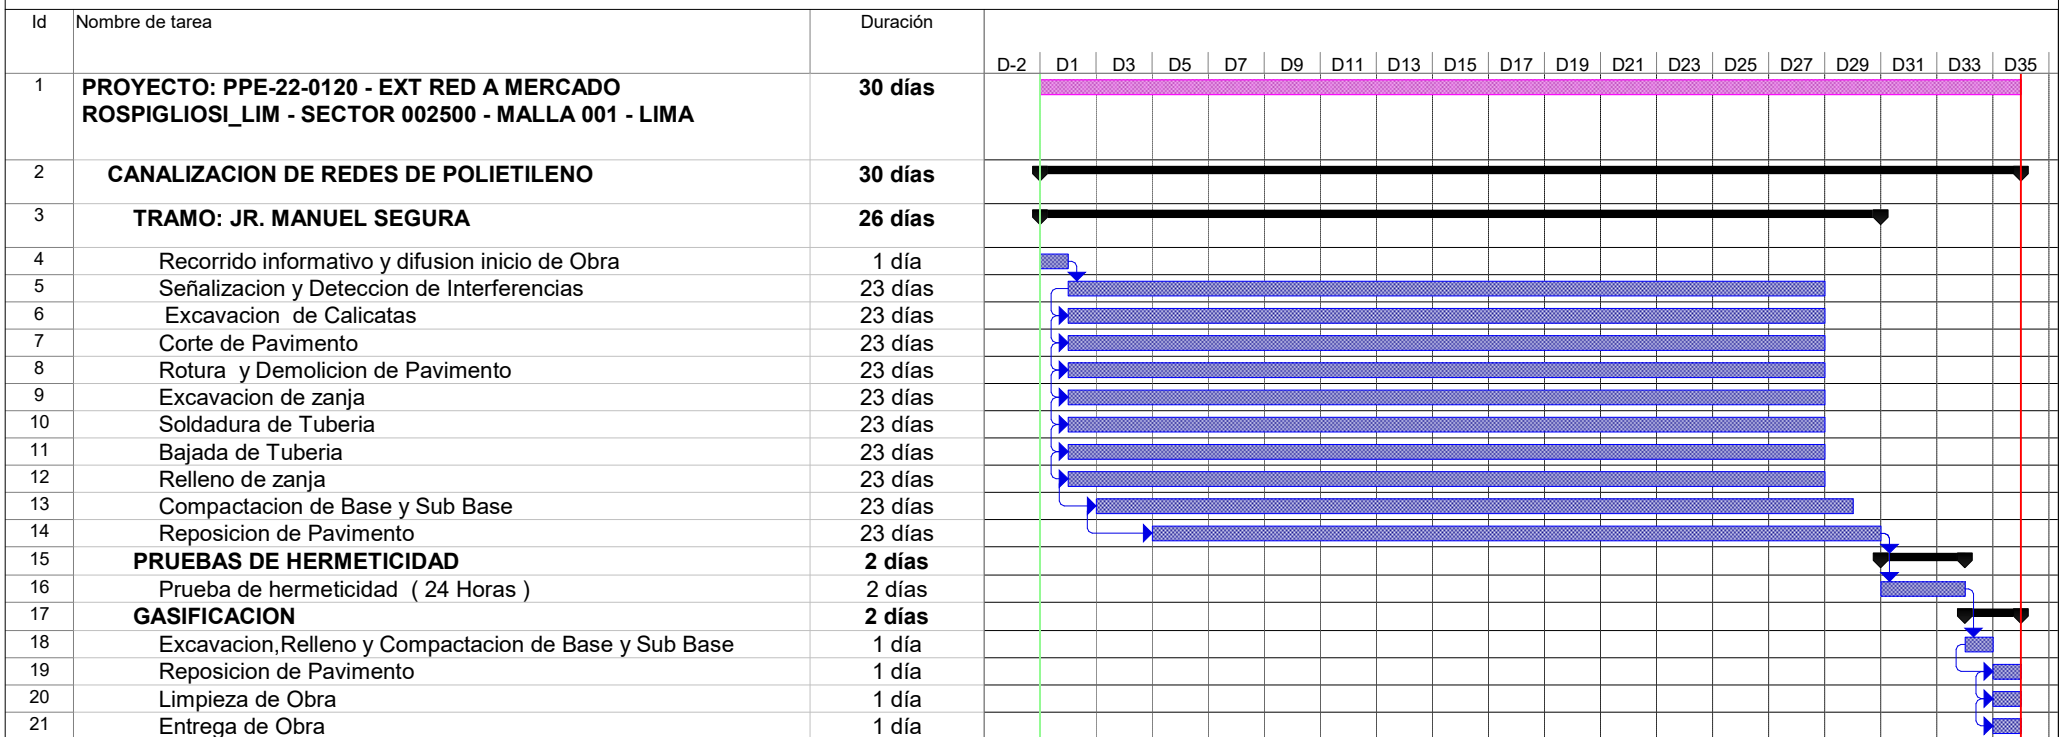 Id Nombre de tarea Duración
D-2 D1 D3 D5 D7 D9 D11 D13 D15 D17 D19 D21 D23 D25 D27 D29 D31 D33 D35
1 PROYECTO: PPE-22-0120 - EXT RED A MERCADO 30 días
ROSPIGLIOSI_LIM - SECTOR 002500 - MALLA 001 - LIMA
2 CANALIZACION DE REDES DE POLIETILENO 30 días
3 TRAMO: JR. MANUEL SEGURA 26 días
4 Recorrido informativo y difusion inicio de Obra 1 día
5 Señalizacion y Deteccion de Interferencias 23 días
6 Excavacion de Calicatas 23 días
7 Corte de Pavimento 23 días
8 Rotura y Demolicion de Pavimento 23 días
9 Excavacion de zanja 23 días
10 Soldadura de Tuberia 23 días
11 Bajada de Tuberia 23 días
12 Relleno de zanja 23 días
13 Compactacion de Base y Sub Base 23 días
14 Reposicion de Pavimento 23 días
15 PRUEBAS DE HERMETICIDAD 2 días
16 Prueba de hermeticidad ( 24 Horas ) 2 días
17 GASIFICACION 2 días
18 Excavacion,Relleno y Compactacion de Base y Sub Base 1 día
19 Reposicion de Pavimento 1 día
20 Limpieza de Obra 1 día
21 Entrega de Obra 1 día